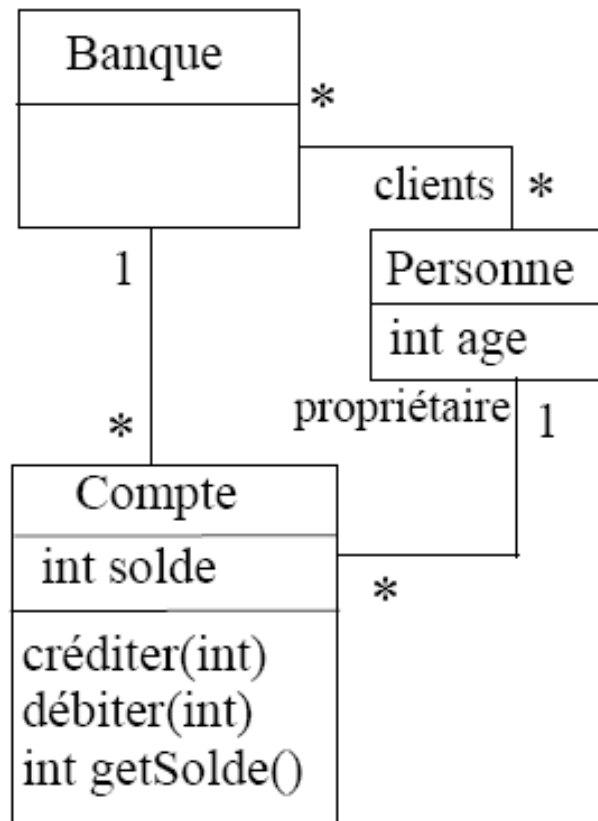 Banque
*
clients
*
1
Personne
int age
propriétaire
1
*
Compte
int solde
*
créditer(int)
débiter(int)
int getSolde()